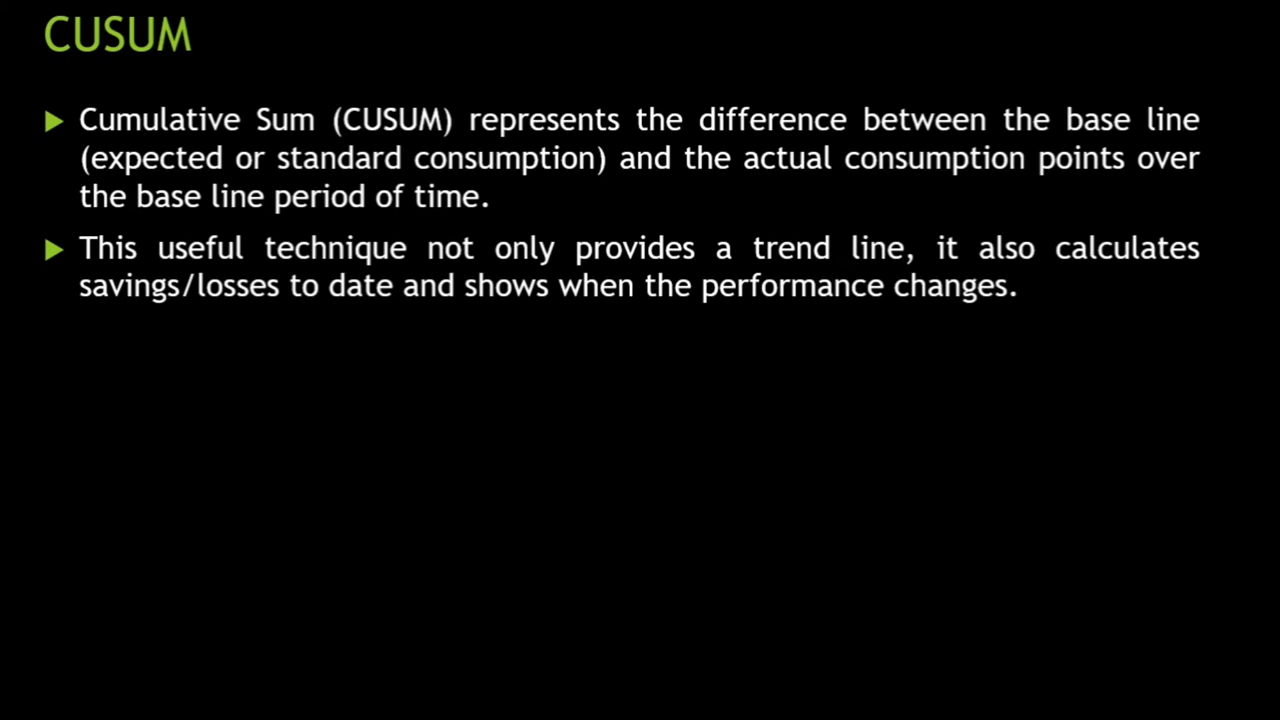 CUSUM
Cumulative Sum (CUSUM) represents the difference between the base line
(expected or standard consumption) and the actual consumption points over
the base line period of time.
This useful technique not only provides a trend line, it also calculates
savings/losses to date and shows when the performance changes.